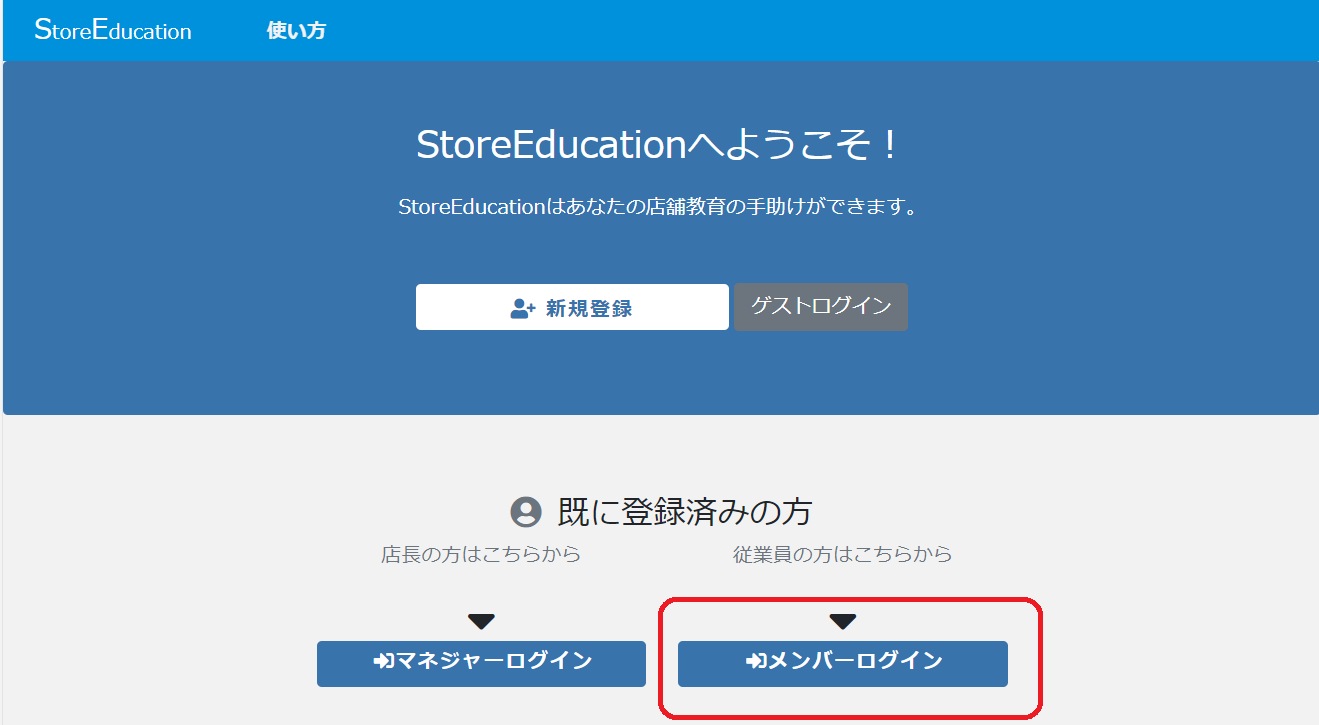 StoreEducation 使い方
StoreEducationへようこそ！
StoreEducationはあなたの店舗教育の手助けができます。
新規登録 ゲストログイン
既に登録済みの方
店長の方はこちらから 従業員の方はこちらから
マネジャーログイン メンバーログイン